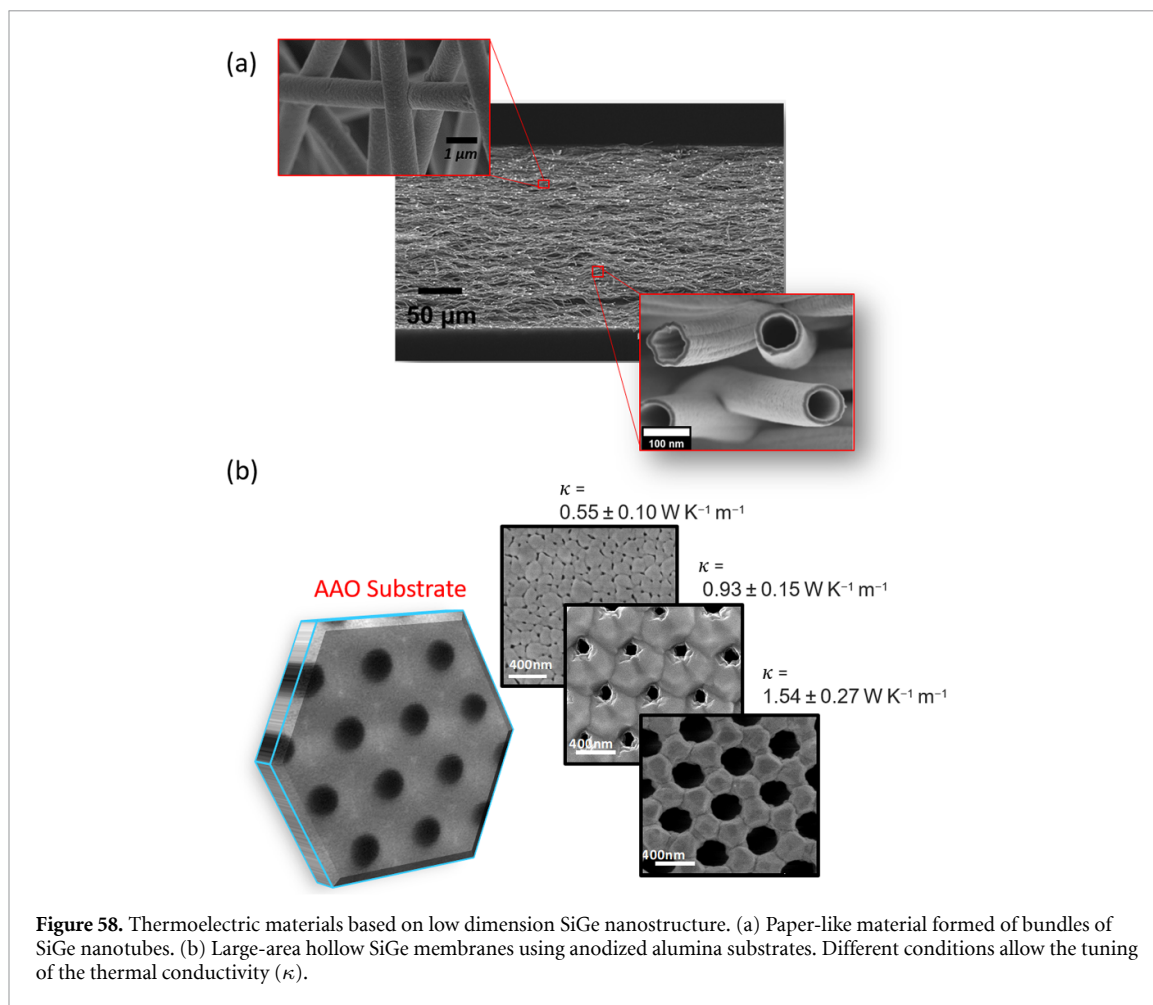 (a)
1 μm
50 μm
100 nm
(b)
κ =
0.55 ± 0.10 W K⁻¹ m⁻¹
κ =
0.93 ± 0.15 W K⁻¹ m⁻¹
AAO Substrate
400nm
κ =
1.54 ± 0.27 W K⁻¹ m⁻¹
400nm
400nm
Figure 58. Thermoelectric materials based on low dimension SiGe nanostructure. (a) Paper-like material formed of bundles of
SiGe nanotubes. (b) Large-area hollow SiGe membranes using anodized alumina substrates. Different conditions allow the tuning
of the thermal conductivity (κ).